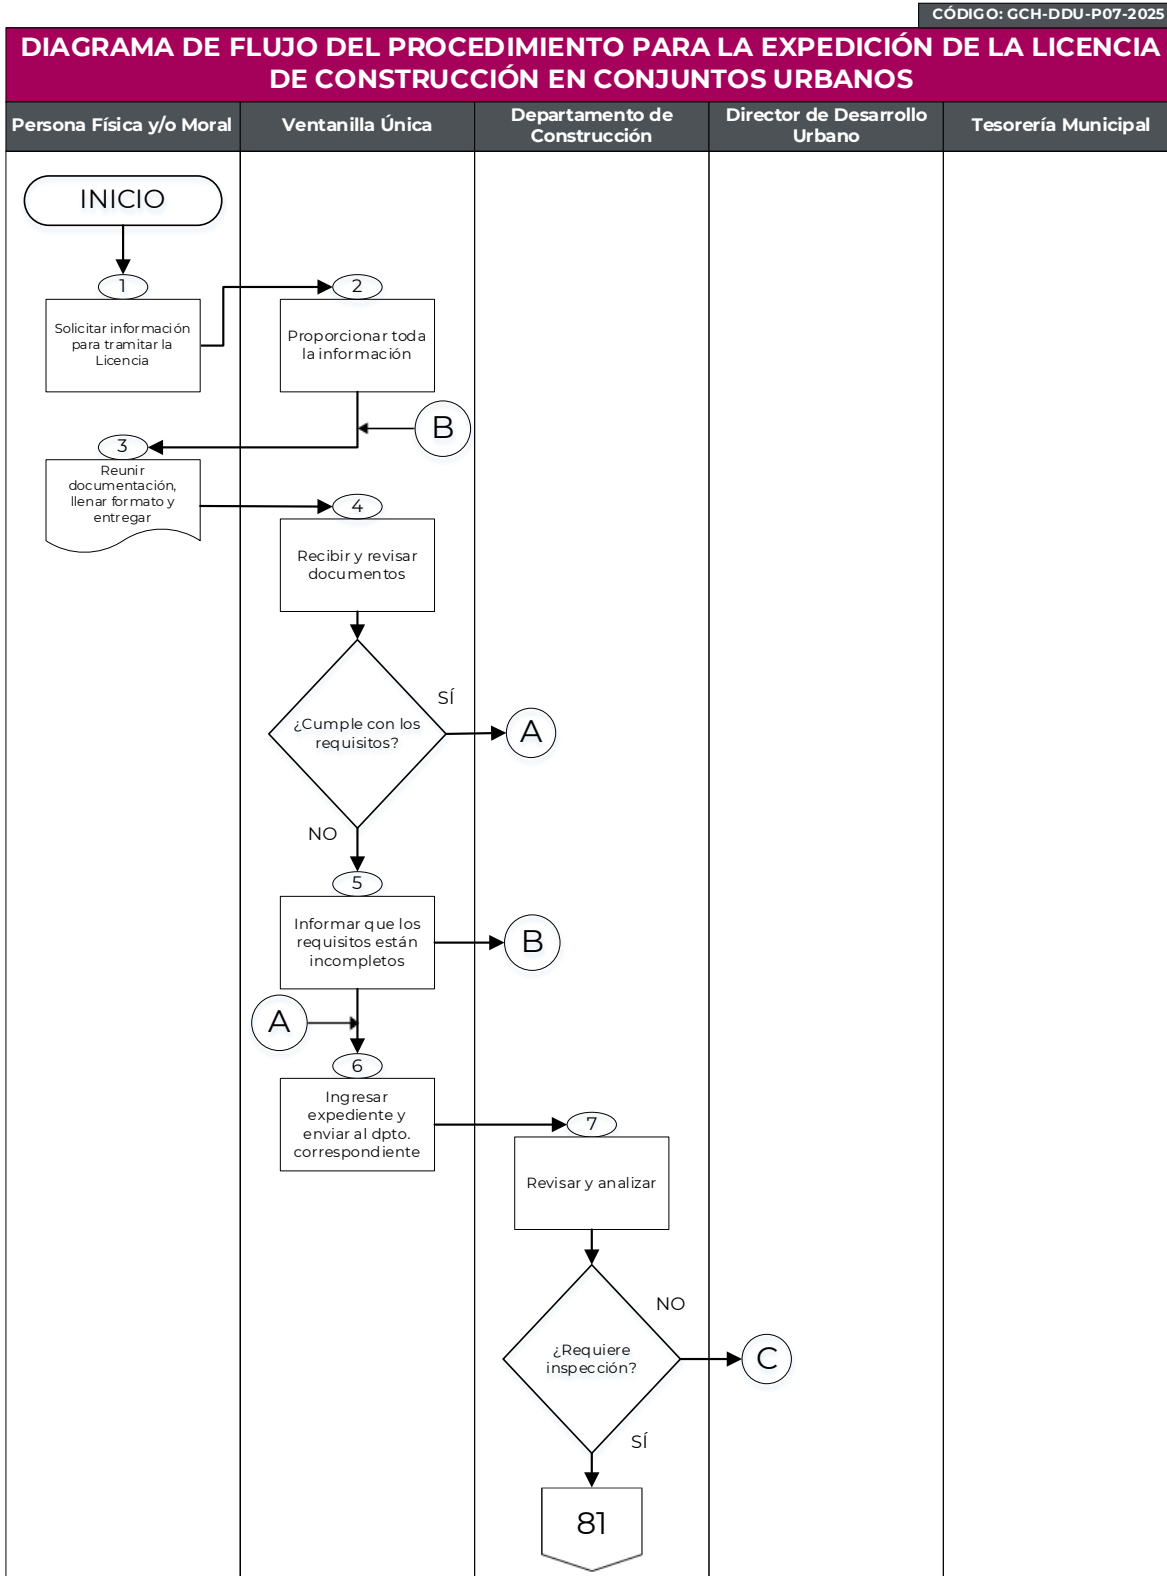 CÓDIGO: GCH-DDU-P07-2025
DIAGRAMA DE FLUJO DEL PROCEDIMIENTO PARA LA EXPEDICIÓN DE LA LICENCIA
DE CONSTRUCCIÓN EN CONJUNTOS URBANOS
Persona Física y/o Moral
Ventanilla Única
Departamento de
Construcción
Director de Desarrollo
Urbano
Tesorería Municipal
INICIO
1
Solicitar información
para tramitar la
Licencia
2
Proporcionar toda
la información
B
3
Reunir
documentación,
llenar formato y
entregar
4
Recibir y revisar
documentos
¿Cumple con los
requisitos?
SÍ
A
NO
5
Informar que los
requisitos están
incompletos
B
A
6
Ingresar
expediente y
enviar al dpto.
correspondiente
7
Revisar y analizar
¿Requiere
inspección?
NO
C
SÍ
81